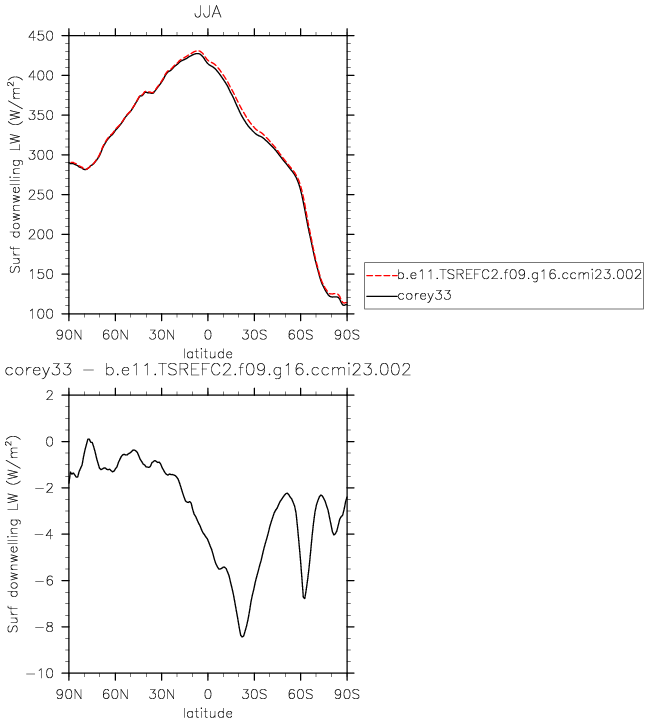 JJA
450
400
350
300
250
200
150
100
Surf downwelling LW (W/m²)
90N 60N 30N 0 30S 60S 90S
latitude
b.e11.TSREFC2.f09.g16.ccmi23.002
corey33
corey33 − b.e11.TSREFC2.f09.g16.ccmi23.002
2
0
−2
−4
−6
−8
−10
Surf downwelling LW (W/m²)
90N 60N 30N 0 30S 60S 90S
latitude